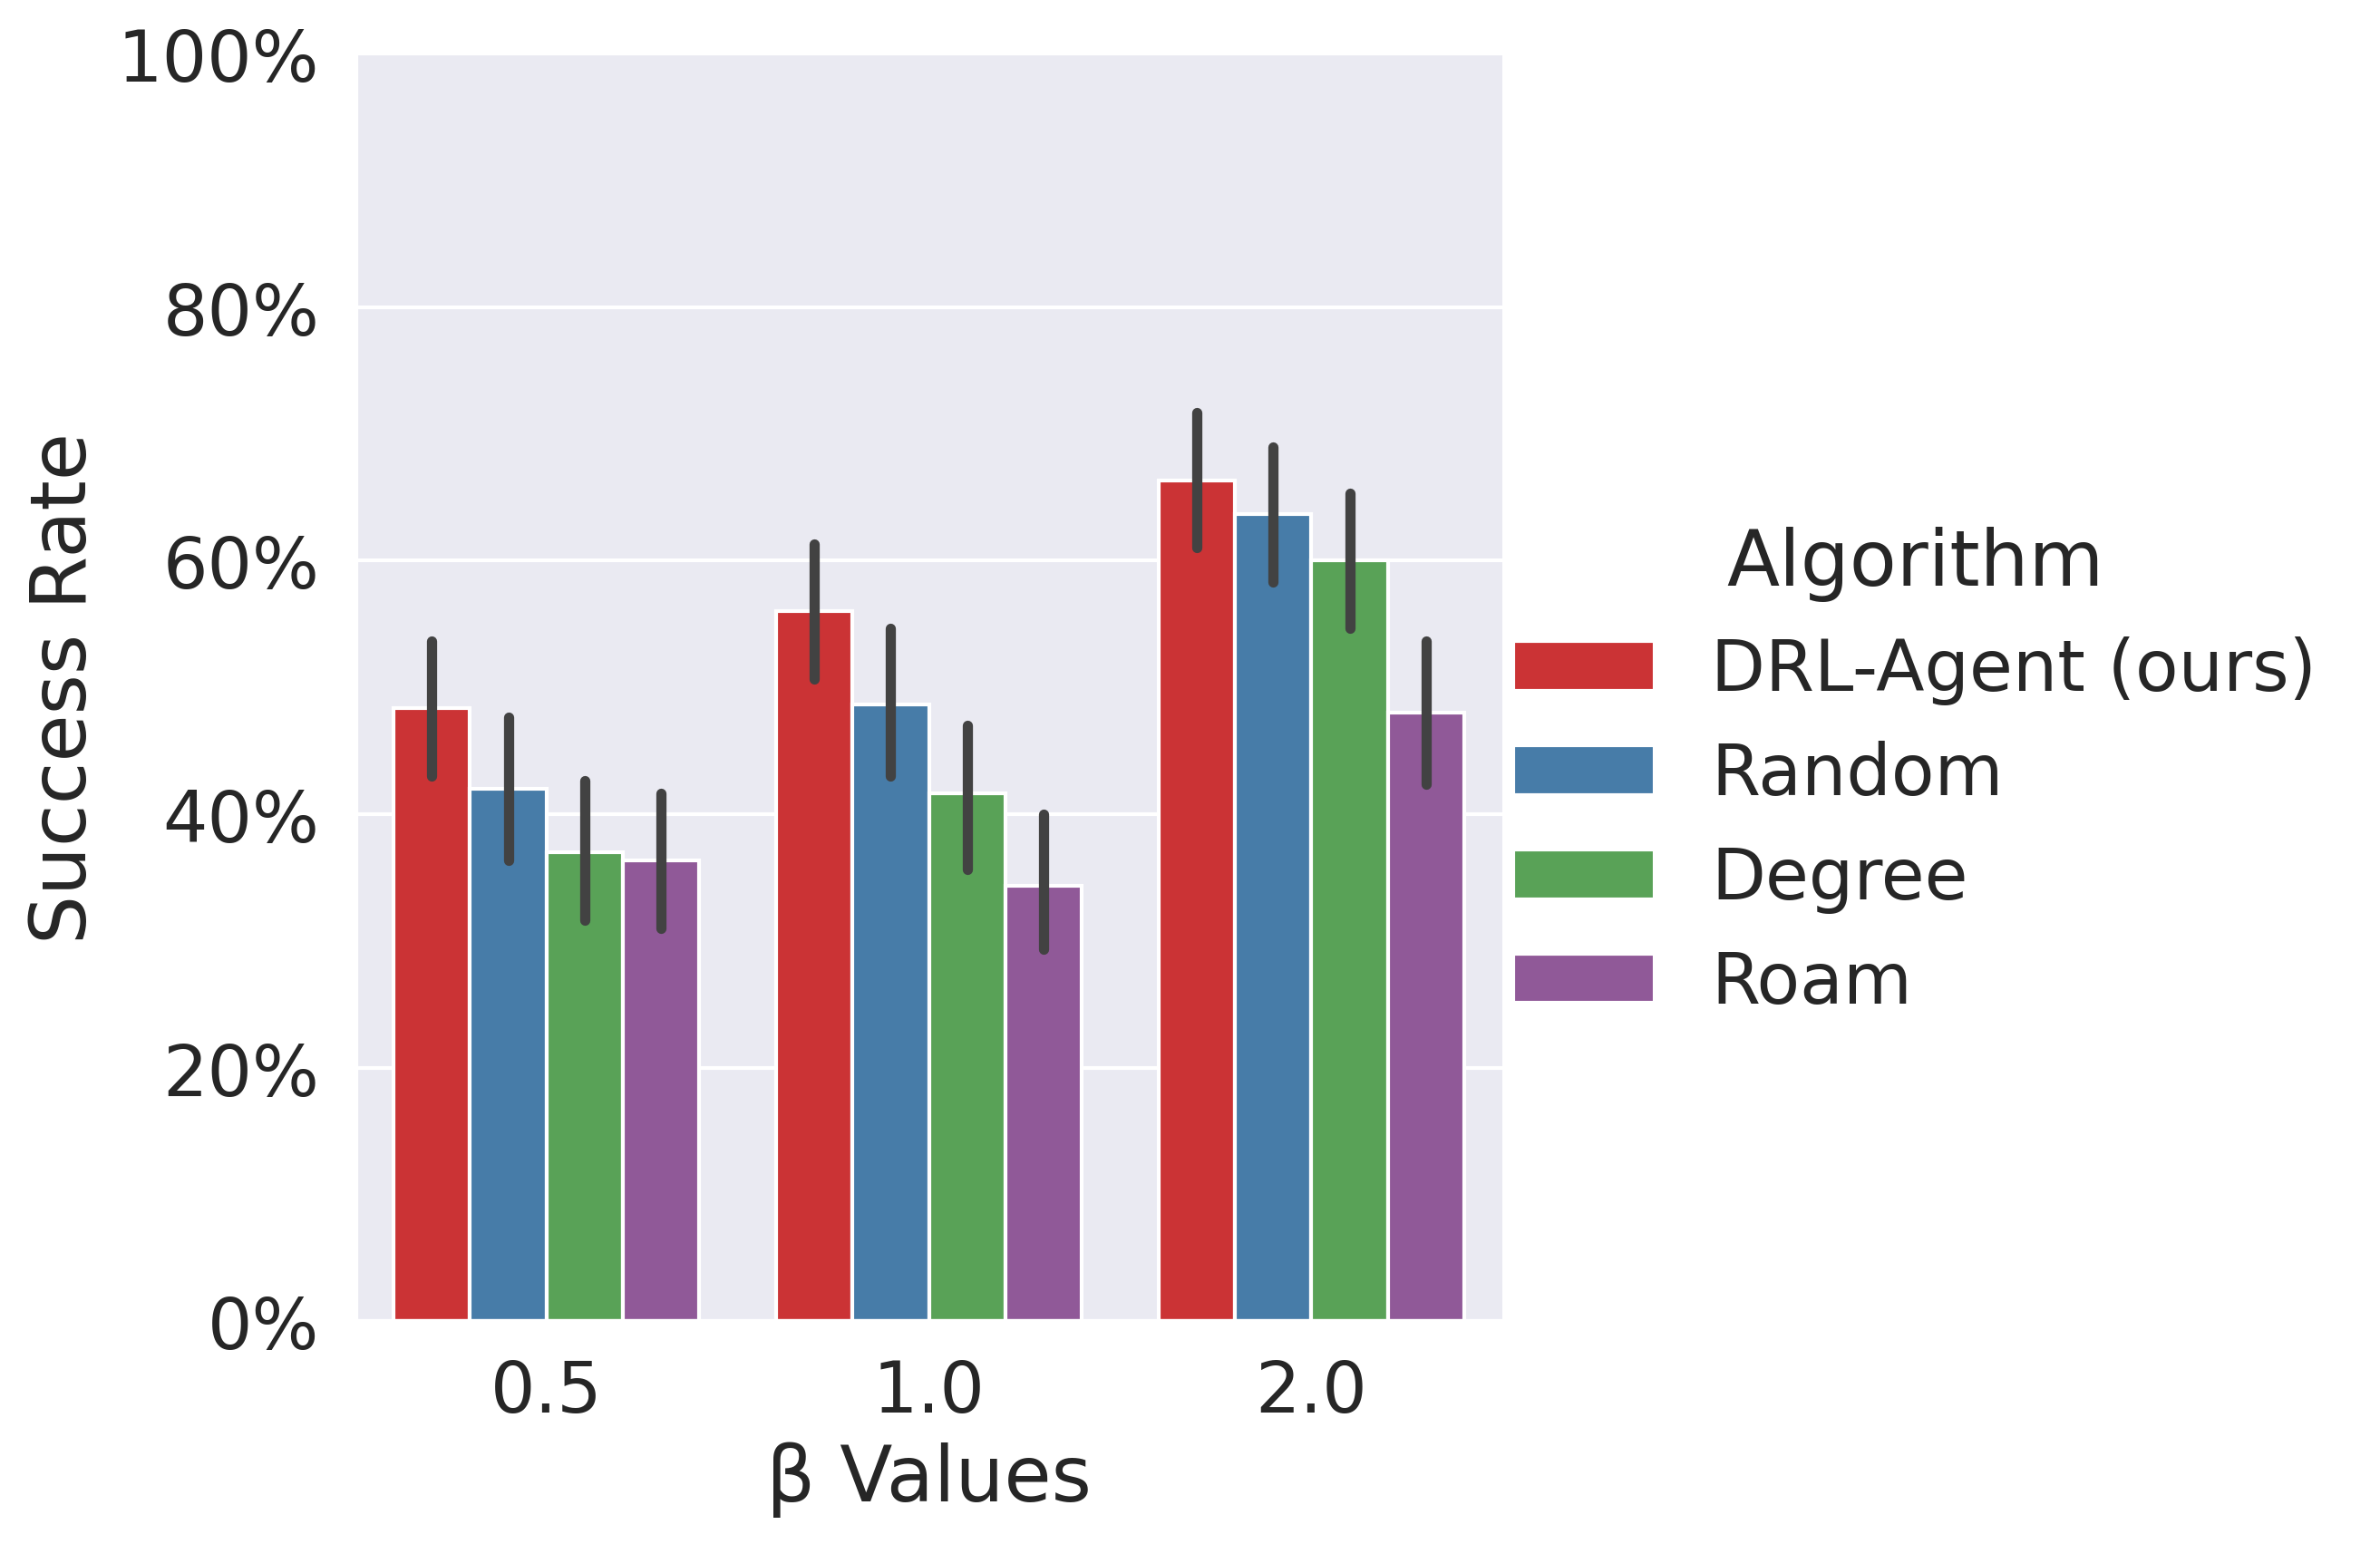 100%
80%
60%
40%
20%
0%
Success Rate
0.5 1.0 2.0
β Values
Algorithm
DRL-Agent (ours)
Random
Degree
Roam